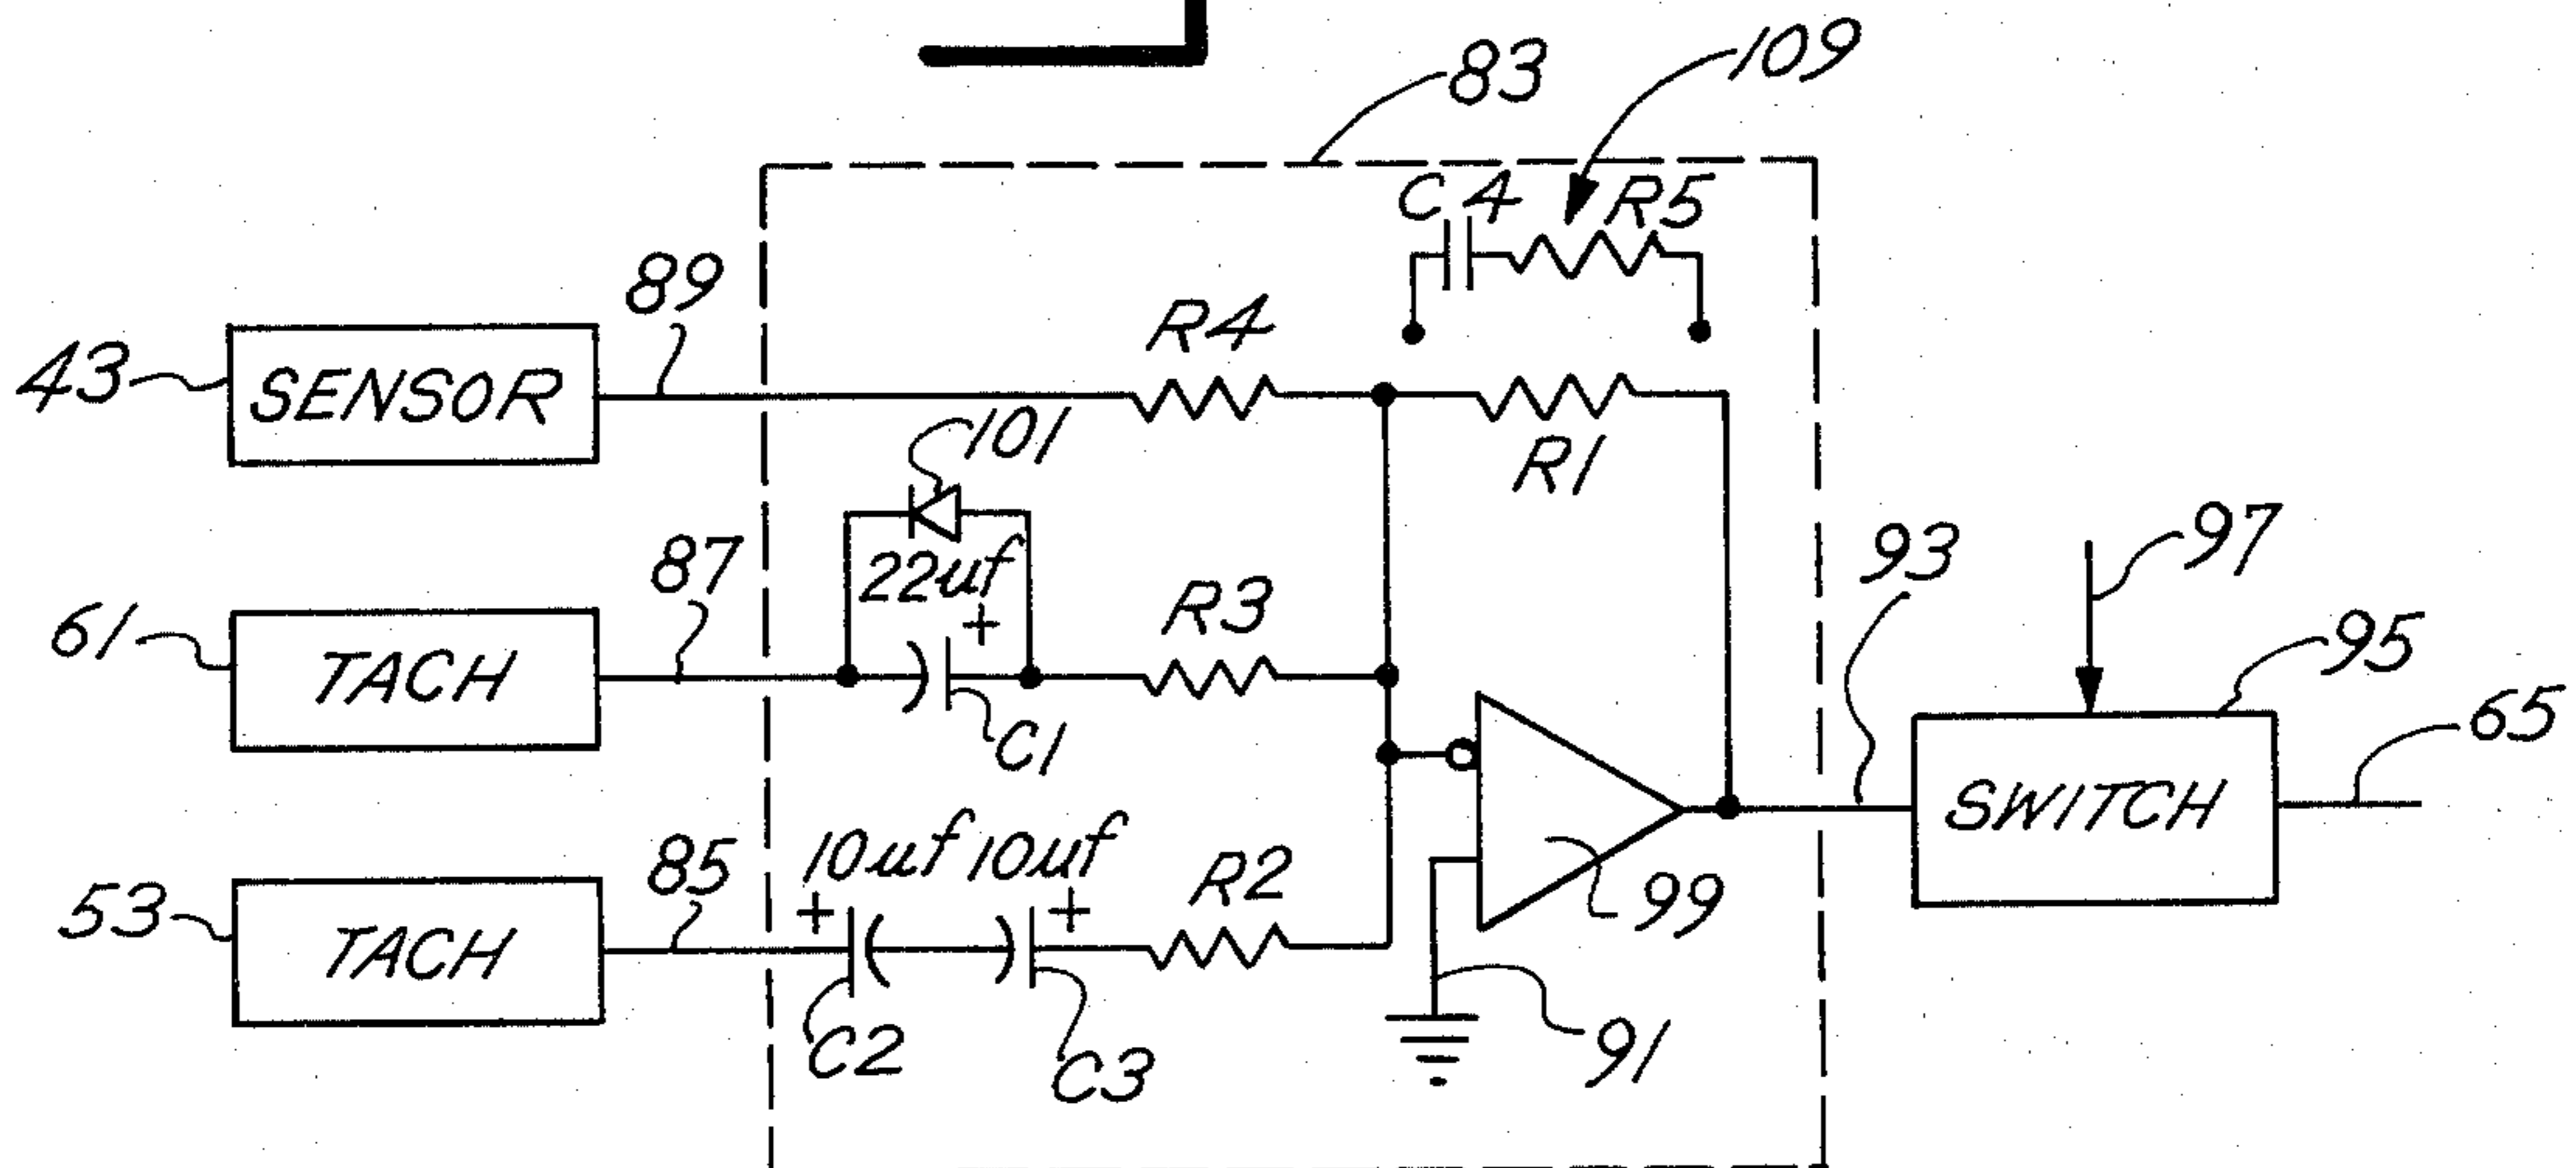 83
109
C4
R5
89
R4
43
SENSOR
101
R1
97
93
87
22uf
+
R3
61
TACH
95
65
C1
SWITCH
10uf
10uf
85
+
+
R2
53
TACH
99
C2
C3
91